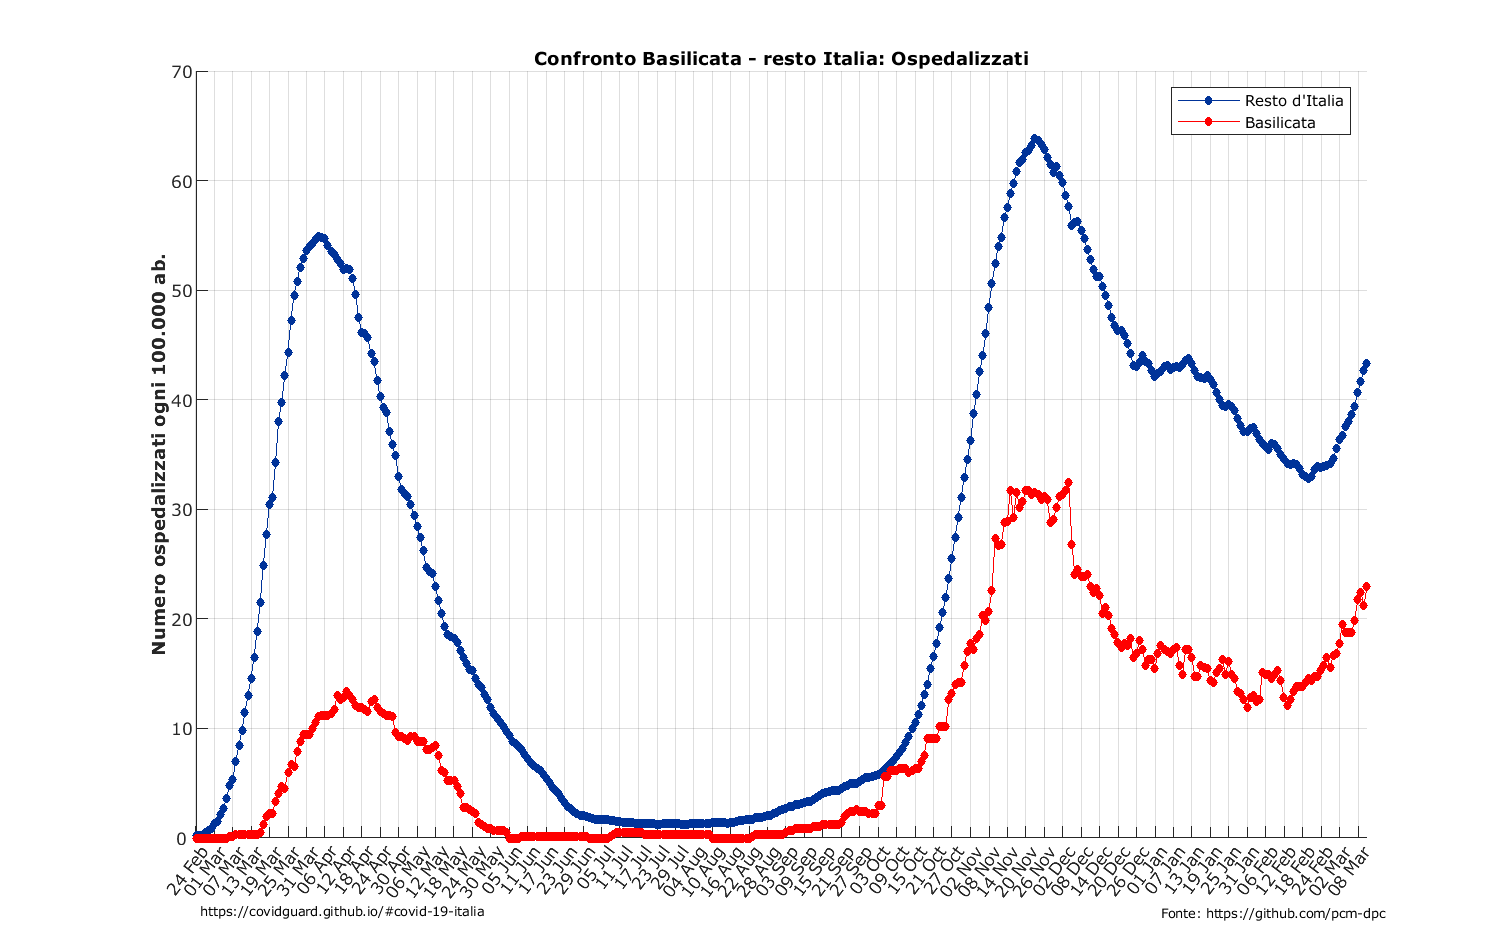 Confronto Basilicata - resto Italia: Ospedalizzati
70
60
50
40
30
20
10
0
Numero ospedalizzati ogni 100.000 ab.
Resto d'Italia
Basilicata
24 Feb
01 Mar
07 Mar
13 Mar
19 Mar
25 Mar
31 Mar
06 Apr
12 Apr
18 Apr
24 Apr
30 Apr
06 May
12 May
18 May
24 May
30 May
05 Jun
11 Jun
17 Jun
23 Jun
29 Jun
05 Jul
11 Jul
17 Jul
23 Jul
29 Jul
04 Aug
10 Aug
16 Aug
22 Aug
28 Aug
03 Sep
09 Sep
15 Sep
21 Sep
27 Sep
03 Oct
09 Oct
15 Oct
21 Oct
27 Oct
02 Nov
08 Nov
14 Nov
20 Nov
26 Nov
02 Dec
08 Dec
14 Dec
20 Dec
26 Dec
01 Jan
07 Jan
13 Jan
19 Jan
25 Jan
31 Jan
06 Feb
12 Feb
18 Feb
24 Feb
02 Mar
08 Mar
https://covidguard.github.io/#covid-19-italia
Fonte: https://github.com/pcm-dpc